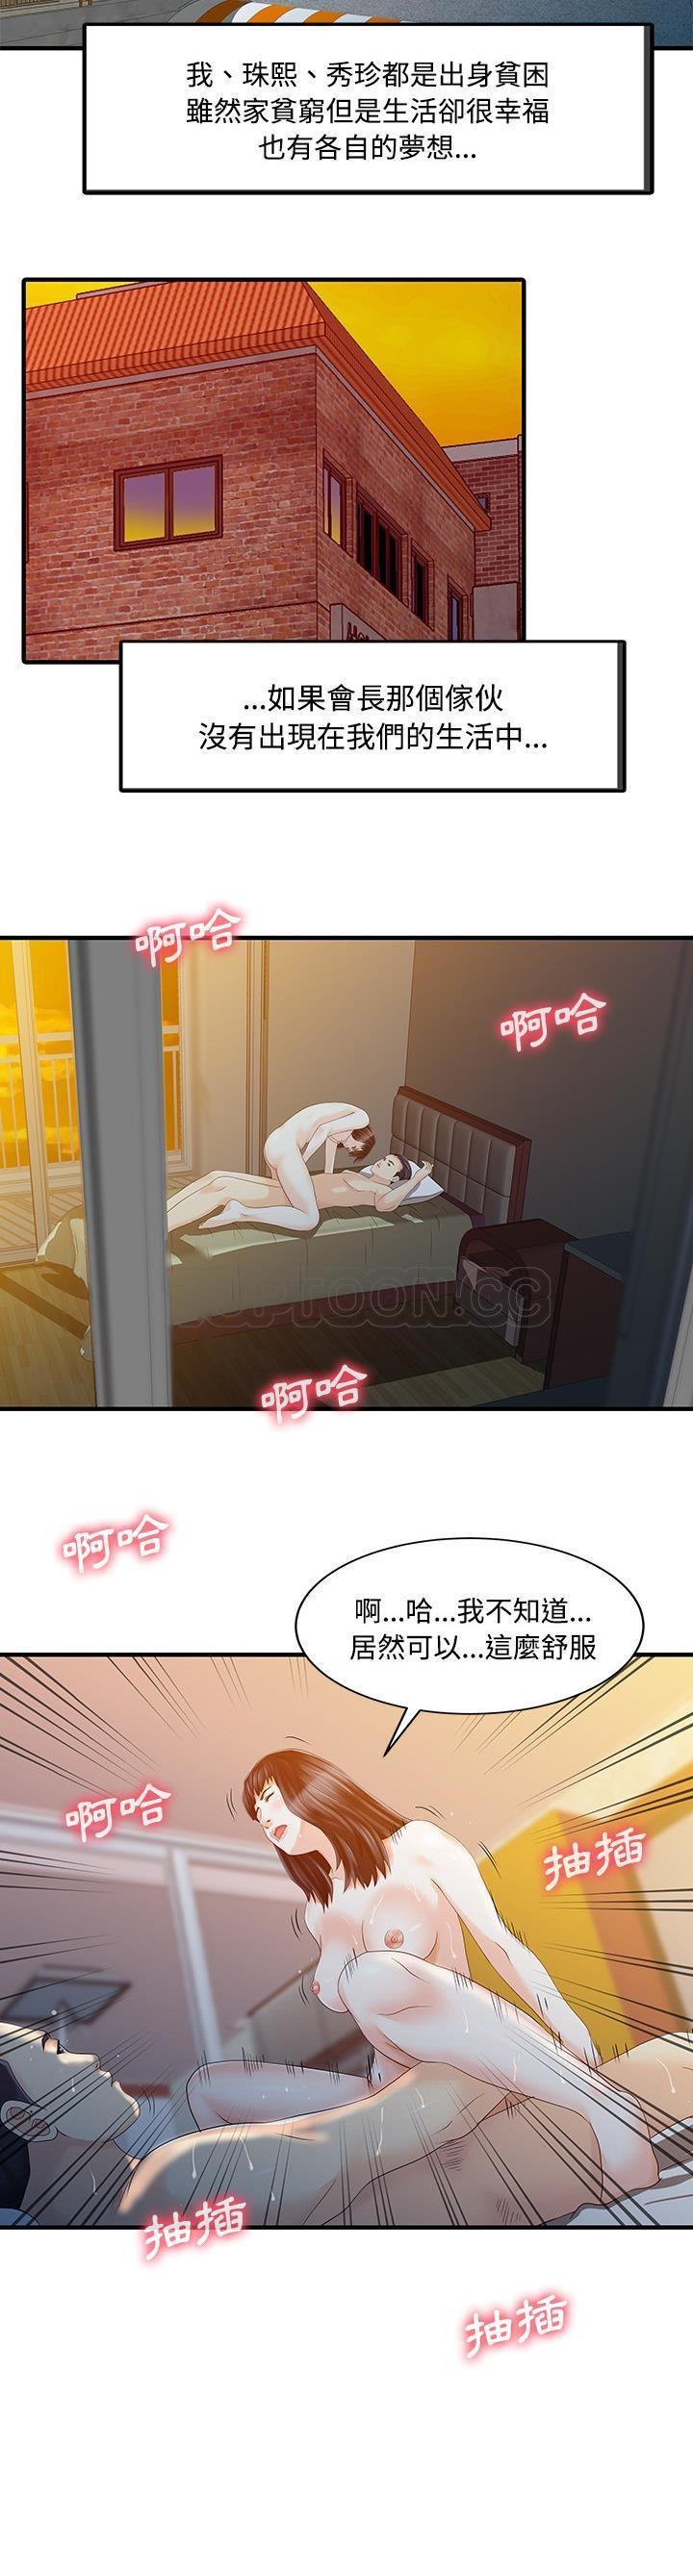 我、珠熙、秀珍都是出身貧困
雖然家貧窮但是生活卻很幸福
也有各自的夢想...
...如果會長那個傢伙
沒有出現在我們的生活中...
啊哈
啊哈
啊哈
啊哈
啊...哈...我不知道...
居然可以...這麼舒服
啊哈
抽插
抽插
抽插